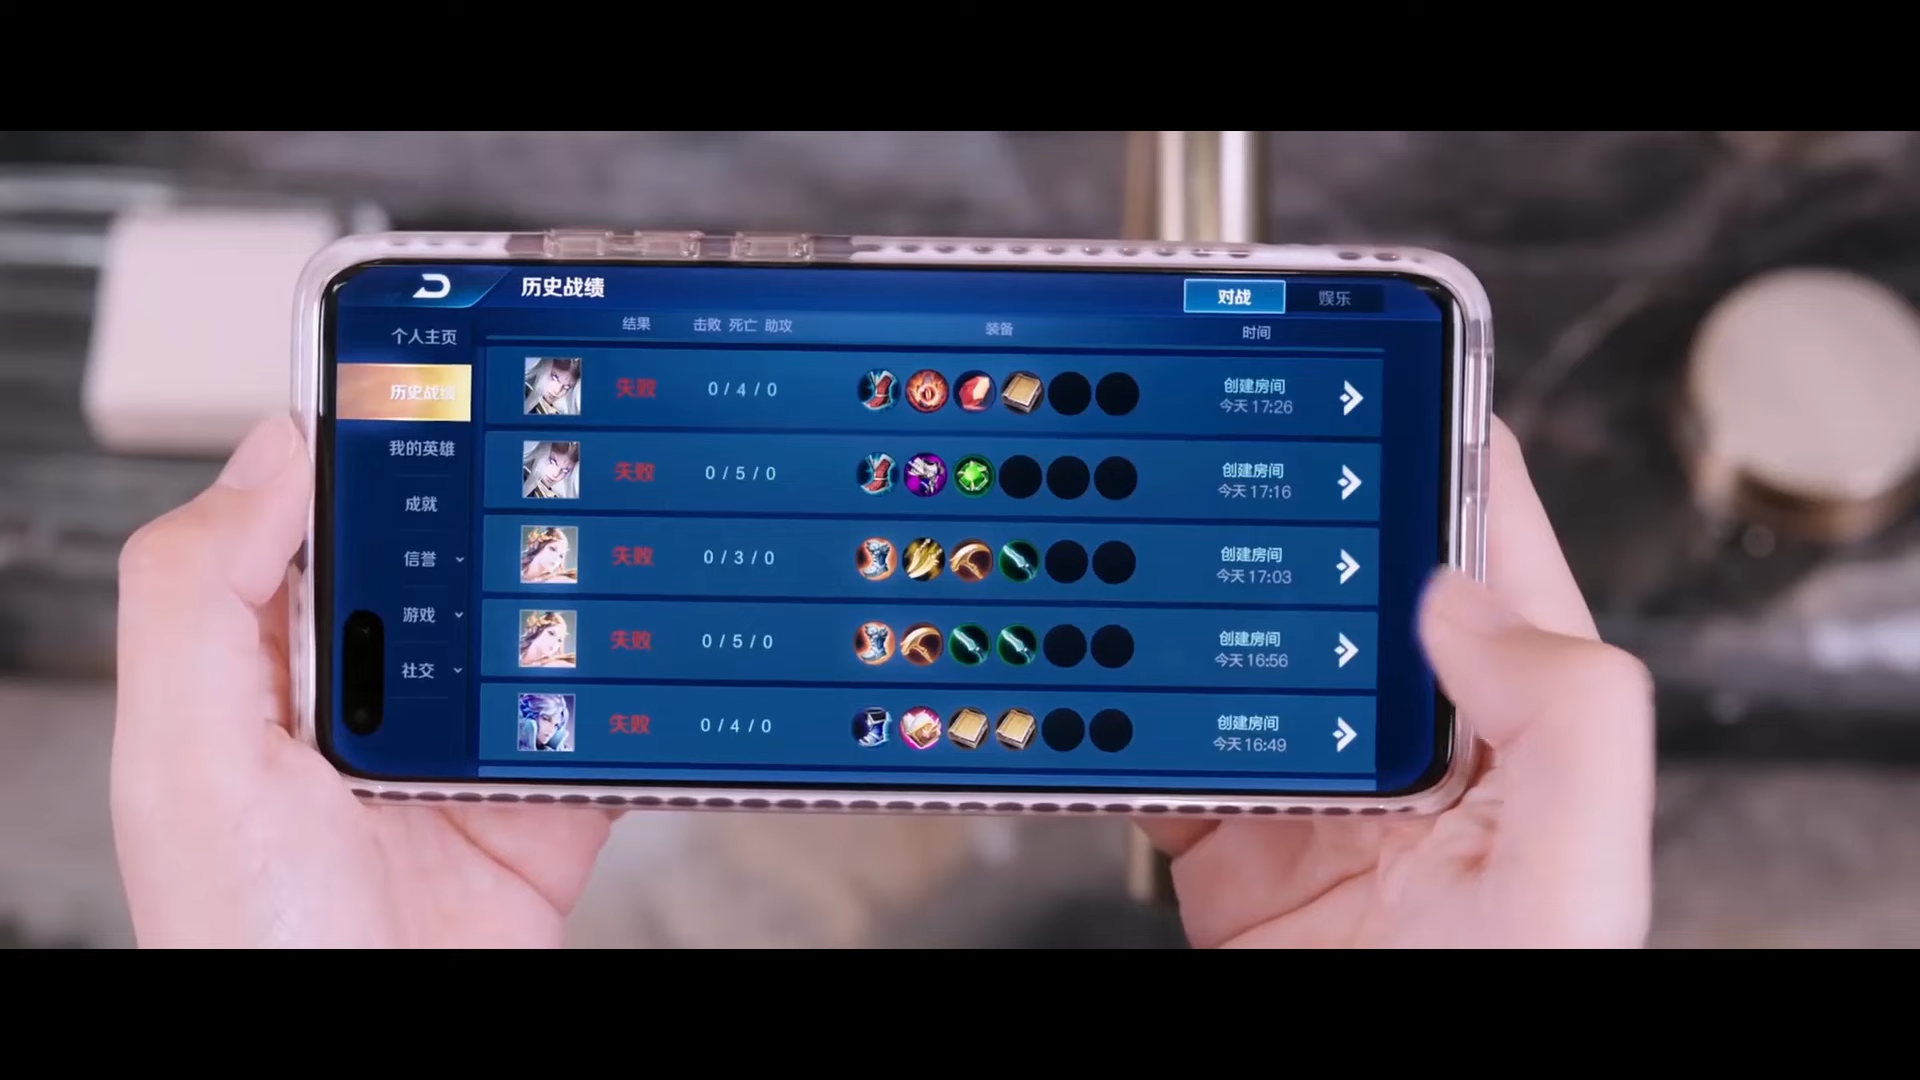 历史战绩
对战
娱乐
个人主页
历史战绩
我的英雄
成就
信誉
游戏
社交
结果
击败 死亡 助攻
装备
时间
失败
0 / 4 / 0
创建房间
今天 17:26
失败
0 / 5 / 0
创建房间
今天 17:16
失败
0 / 3 / 0
创建房间
今天 17:03
失败
0 / 5 / 0
创建房间
今天 16:56
失败
0 / 4 / 0
创建房间
今天 16:49